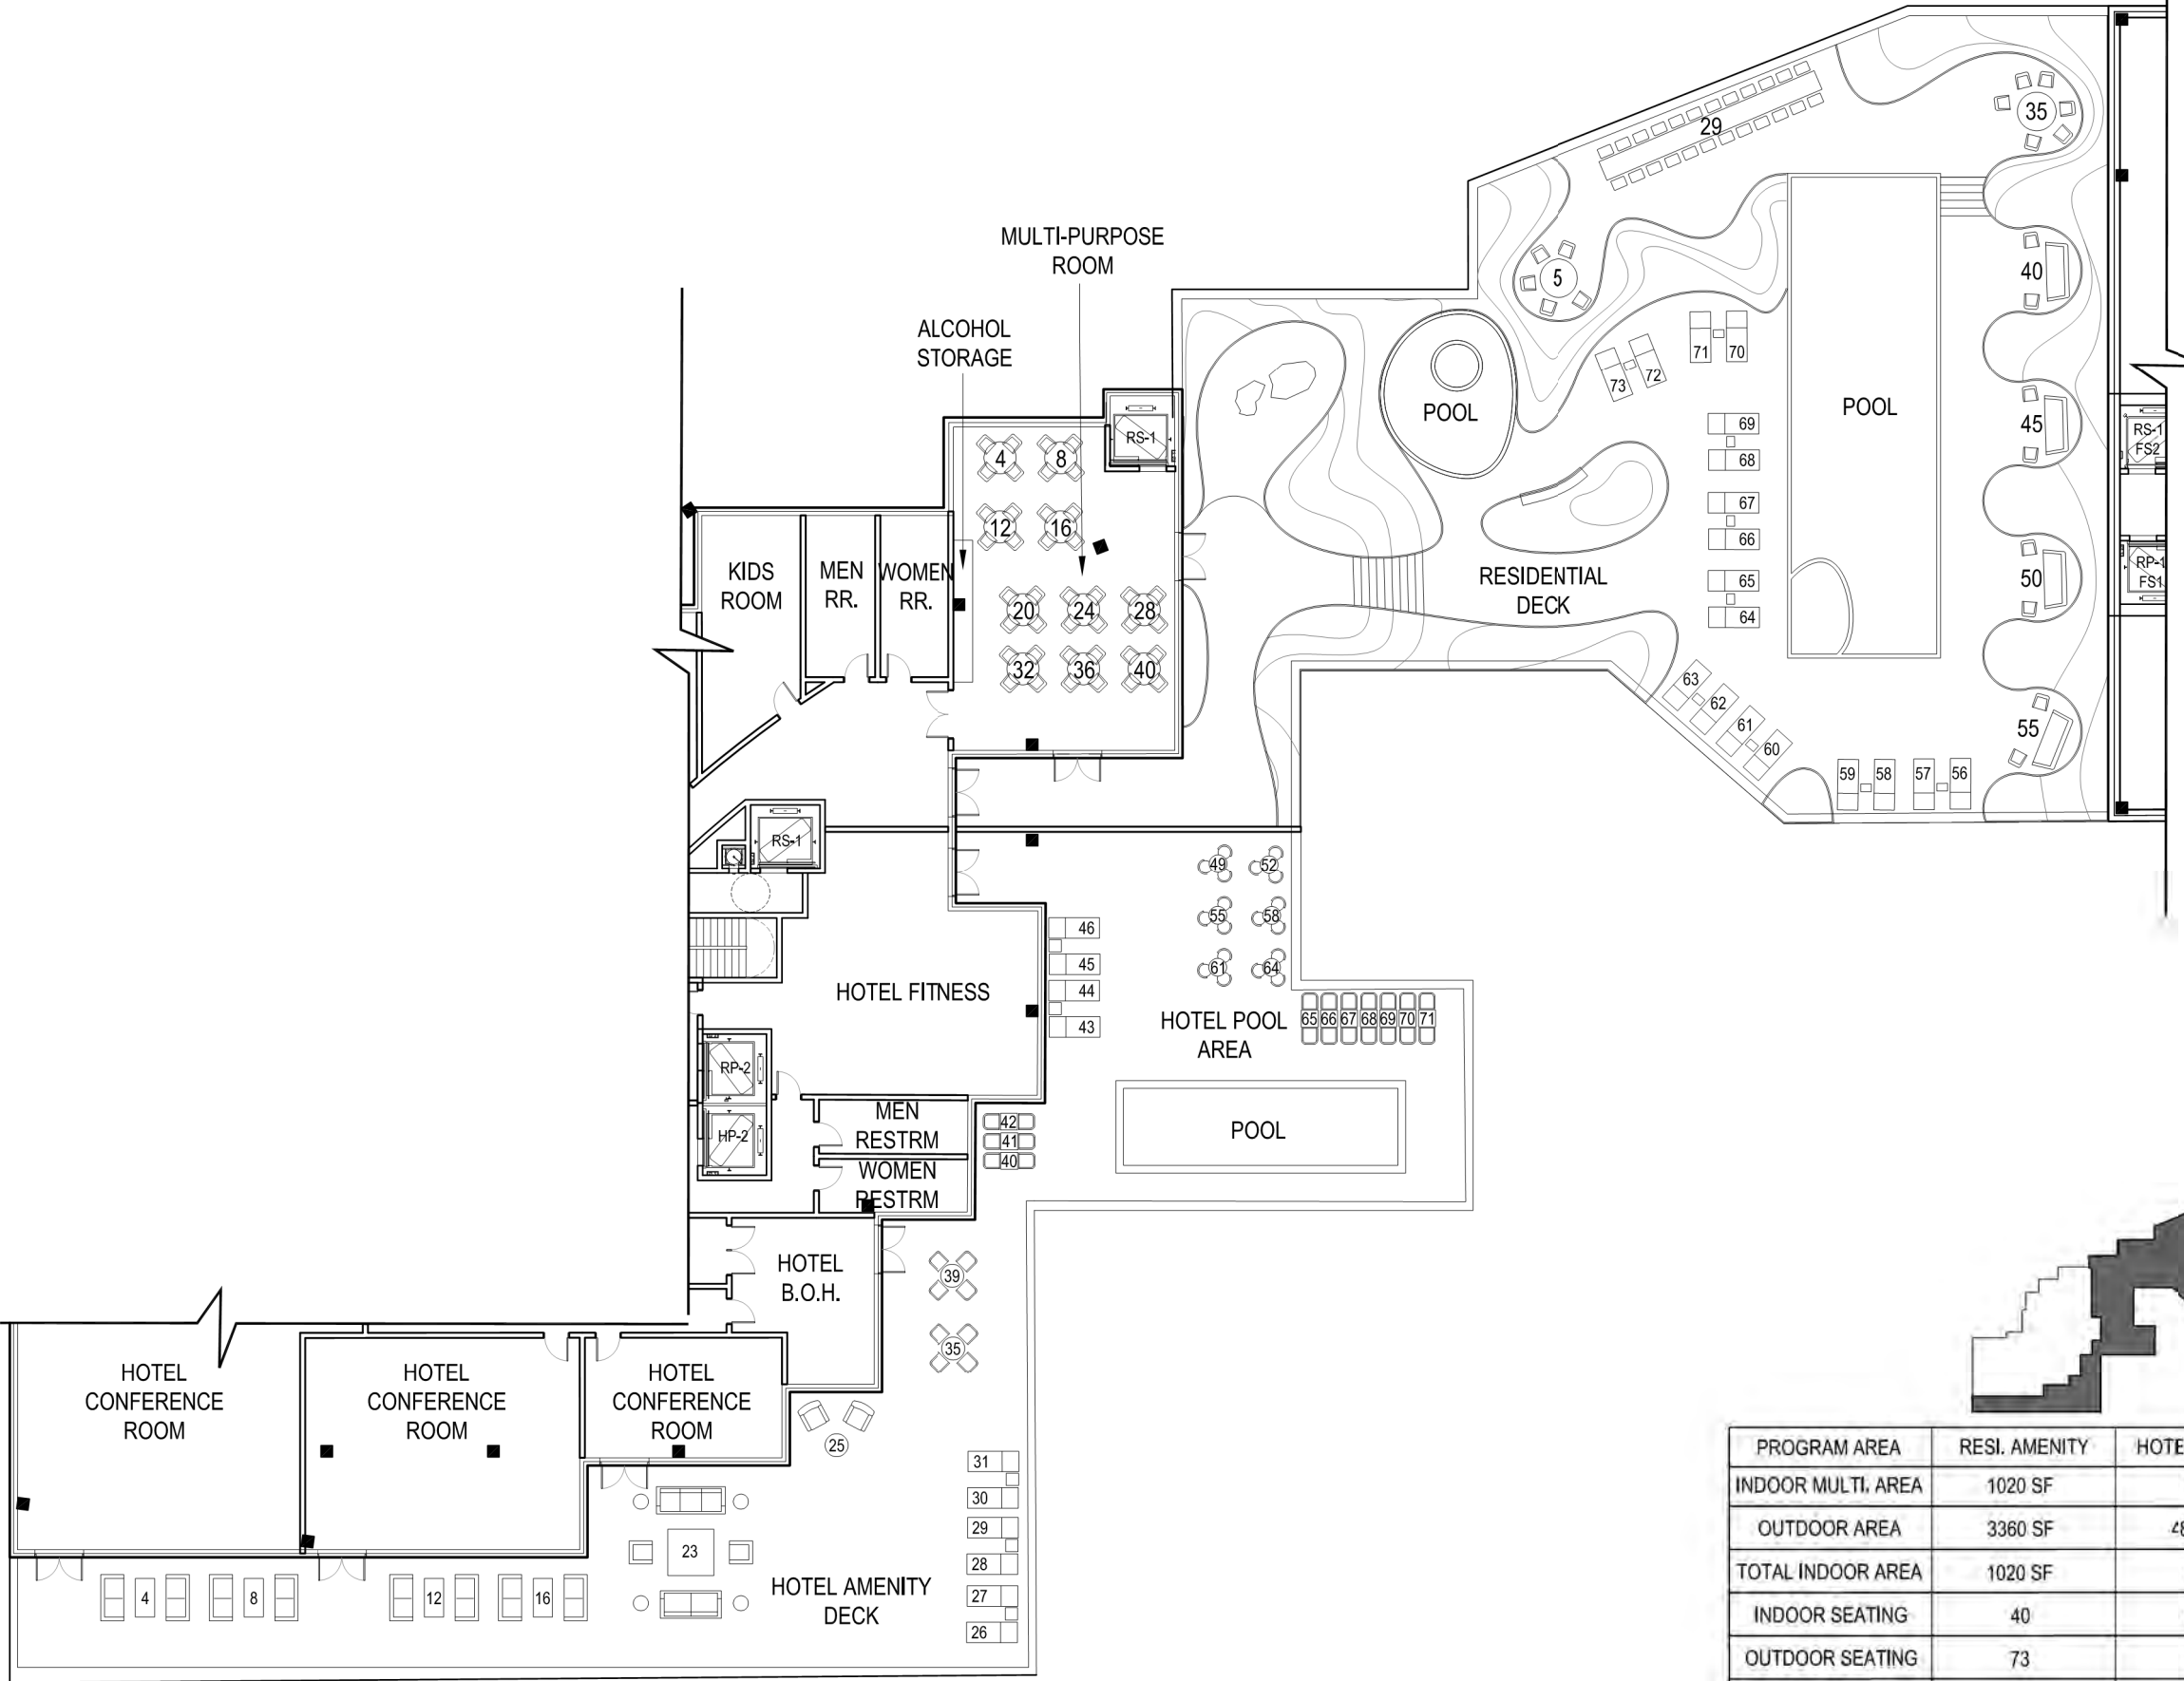 29
35
MULTI-PURPOSE
ROOM
5
40
ALCOHOL
STORAGE
71 70
73 72
POOL
POOL
45
69
68
RS-1
FS2
RS-1
4 8
12 16
67
66
KIDS
ROOM
MEN
RR.
WOMEN
RR.
RESIDENTIAL
DECK
50
RP-1
FS1
65
64
20 24 28
32 36 40
63
62
61
60
55
59 58 57 56
RS-1
49 52
55 58
61 64
46
45
44
43
HOTEL FITNESS
HOTEL POOL
AREA
65 66 67 68 69 70 71
RP-2
HP-2
MEN
RESTRM
WOMEN
RESTRM
42
41
40
POOL
HOTEL
B.O.H.
39
35
HOTEL
CONFERENCE
ROOM
HOTEL
CONFERENCE
ROOM
HOTEL
CONFERENCE
ROOM
25
31
30
29
28
27
26
23
4 8 12 16
HOTEL AMENITY
DECK
PROGRAM AREA RESI. AMENITY HOTE
INDOOR MULTI. AREA 1020 SF
OUTDOOR AREA 3360 SF 48
TOTAL INDOOR AREA 1020 SF
INDOOR SEATING 40
OUTDOOR SEATING 73